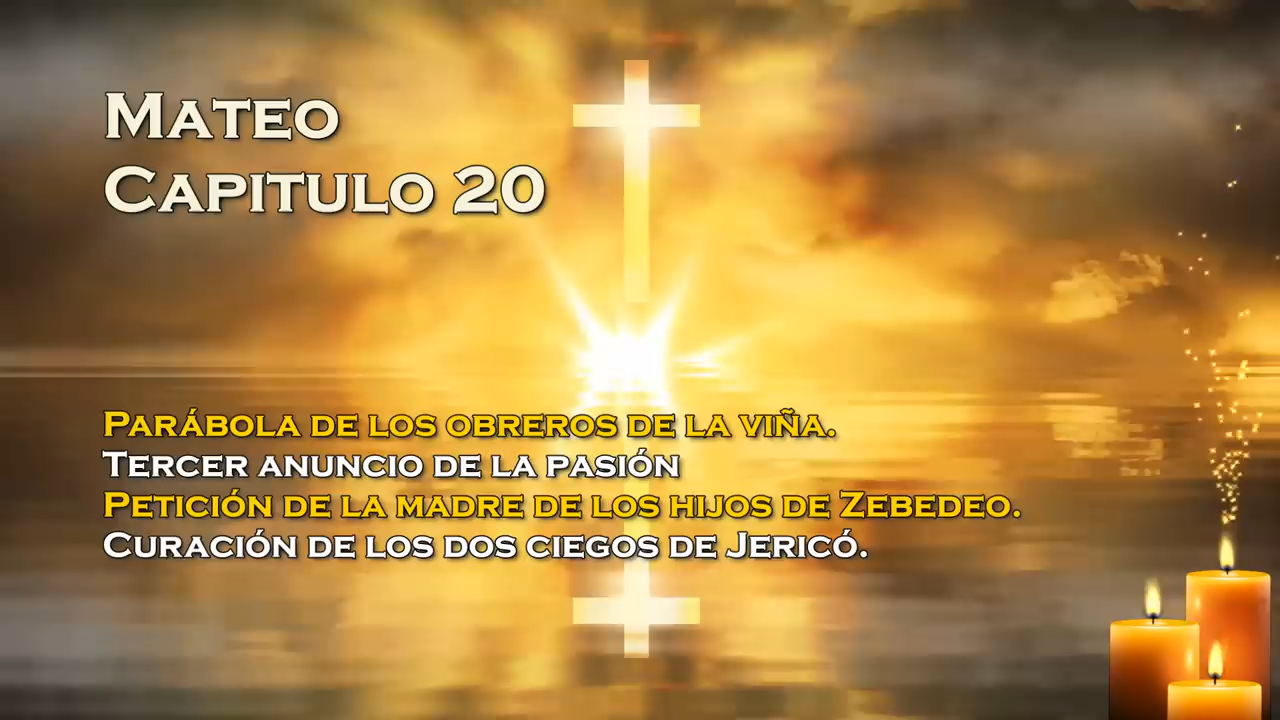 Mateo
Capitulo 20
Parábola de los obreros de la viña.
Tercer anuncio de la pasión
Petición de la madre de los hijos de Zebedeo.
Curación de los dos ciegos de Jericó.